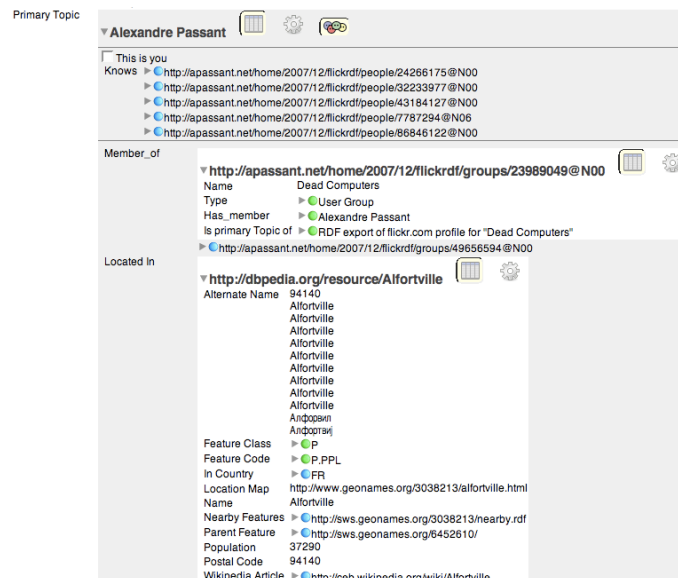 Primary Topic
Alexandre Passant
This is you
Knows http://apassant.net/home/2007/12/flickrdf/people/24266175@N00
http://apassant.net/home/2007/12/flickrdf/people/32233977@N00
http://apassant.net/home/2007/12/flickrdf/people/43184127@N00
http://apassant.net/home/2007/12/flickrdf/people/7787294@N06
http://apassant.net/home/2007/12/flickrdf/people/86846122@N00
Member_of
http://apassant.net/home/2007/12/flickrdf/groups/23989049@N00
Name Dead Computers
Type User Group
Has_member Alexandre Passant
Is primary Topic of RDF export of flickr.com profile for "Dead Computers"
http://apassant.net/home/2007/12/flickrdf/groups/49656594@N00
Located In
http://dbpedia.org/resource/Alfortville
Alternate Name 94140
Alfortville
Alfortville
Alfortville
Alfortville
Alfortville
Alfortville
Alfortville
Alfortville
Alfortville
Алфорвил
Алфортвиј
Feature Class P
Feature Code P.PPL
In Country FR
Location Map http://www.geonames.org/3038213/alfortville.html
Name Alfortville
Nearby Features http://sws.geonames.org/3038213/nearby.rdf
Parent Feature http://sws.geonames.org/6452610/
Population 37290
Postal Code 94140
Wikipedia Article http://ceb.wikipedia.org/wiki/Alfortville